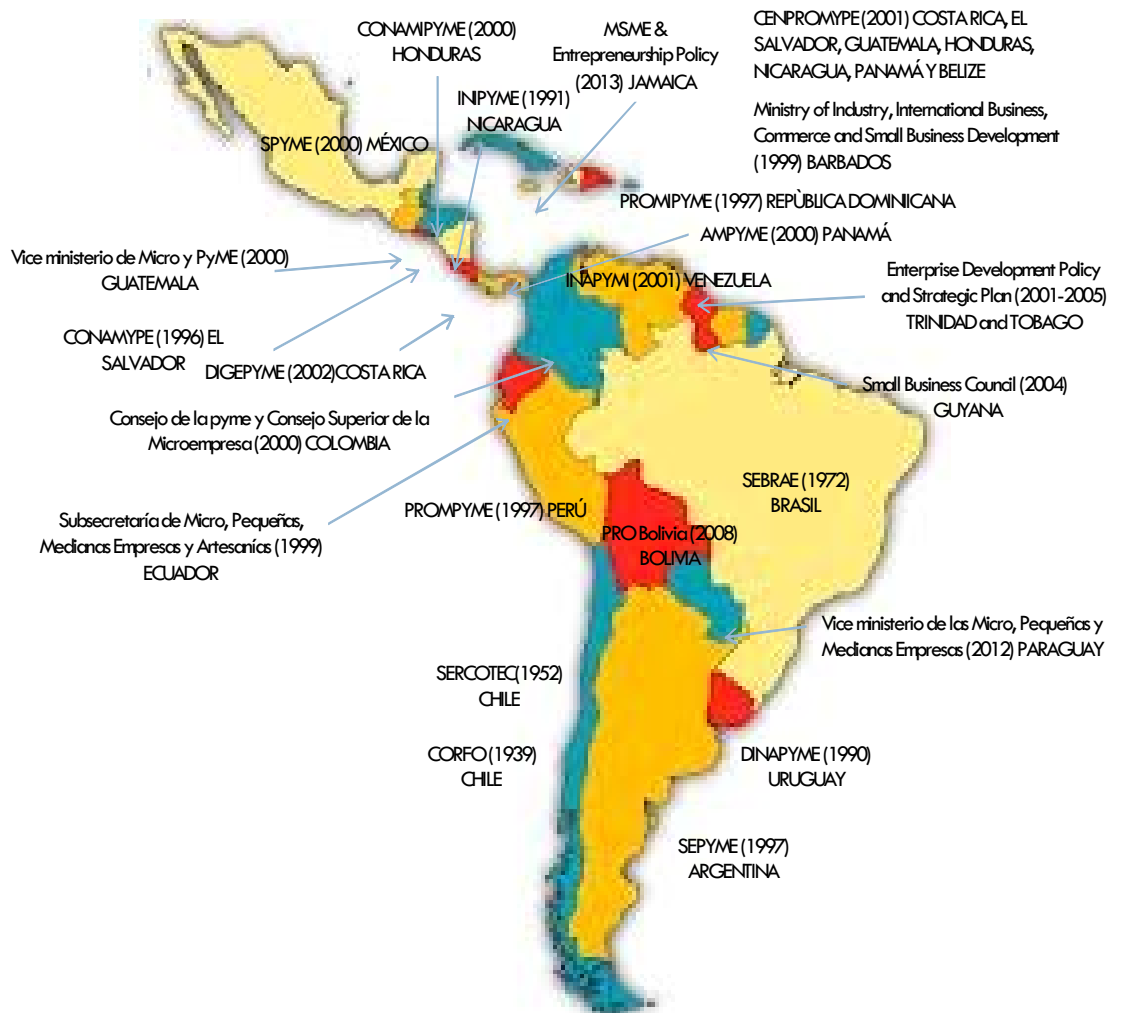 CONAMIPYME (2000)
HONDURAS
MSME &
Entrepreneurship Policy
(2013) JAMAICA
CENPROMYPE (2001) COSTA RICA, EL
SALVADOR, GUATEMALA, HONDURAS,
NICARAGUA, PANAMÁ Y BELIZE
INIPYME (1991)
NICARAGUA
Ministry of Industry, International Business,
Commerce and Small Business Development
(1999) BARBADOS
SPYME (2000) MÉXICO
PROMIPYME (1997) REPÙBLICA DOMINICANA
AMPYME (2000) PANAMÁ
Vice ministerio de Micro y PyME (2000)
GUATEMALA
INAPYMI (2001) VENEZUELA
Enterprise Development Policy
and Strategic Plan (2001-2005)
TRINIDAD and TOBAGO
CONAMYPE (1996) EL
SALVADOR
DIGEPYME (2002)COSTA RICA
Small Business Council (2004)
GUYANA
Consejo de la pyme y Consejo Superior de la
Microempresa (2000) COLOMBIA
SEBRAE (1972)
BRASIL
PROMPYME (1997) PERÚ
Subsecretaría de Micro, Pequeñas,
Medianas Empresas y Artesanías (1999)
ECUADOR
PRO Bolivia (2008)
BOLIVIA
Vice ministerio de las Micro, Pequeñas y
Medianas Empresas (2012) PARAGUAY
SERCOTEC(1952)
CHILE
CORFO (1939)
CHILE
DINAPYME (1990)
URUGUAY
SEPYME (1997)
ARGENTINA